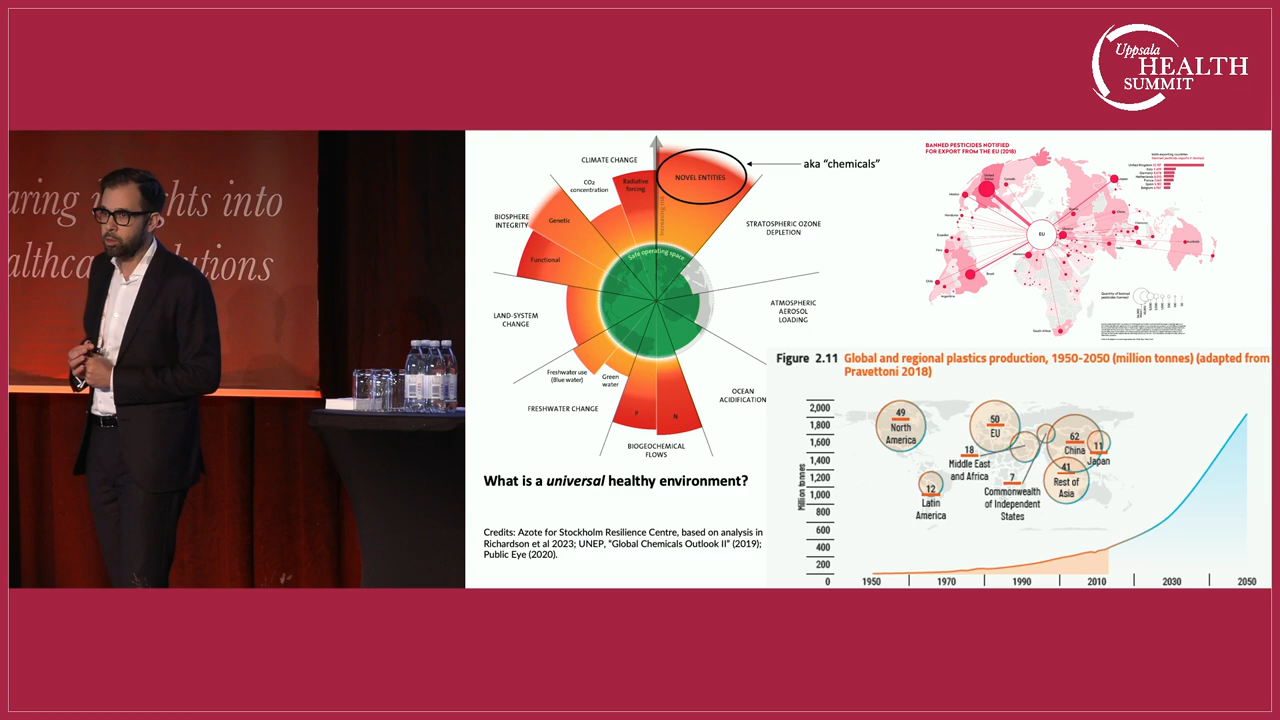 Uppsala
HEALTH
SUMMIT
aring
hts into
althca
utions
CLIMATE CHANGE
NOVEL ENTITIES
aka “chemicals”
CO₂
concentration
Radiative
forcing
Increasing risk
BIOSPHERE
INTEGRITY
Genetic
Functional
STRATOSPHERIC OZONE
DEPLETION
Safe operating space
LAND-SYSTEM
CHANGE
ATMOSPHERIC
AEROSOL
LOADING
Freshwater use
(Blue water)
Green
water
FRESHWATER CHANGE
P
N
OCEAN
ACIDIFICATION
BIOGEOCHEMICAL
FLOWS
What is a universal healthy environment?
Credits: Azote for Stockholm Resilience Centre, based on analysis in
Richardson et al 2023; UNEP, “Global Chemicals Outlook II” (2019);
Public Eye (2020).
BANNED PESTICIDES NOTIFIED
FOR EXPORT FROM THE EU (2018)
EU
Figure 2.11 Global and regional plastics production, 1950-2050 (million tonnes) (adapted from
Pravettoni 2018)
Million tonnes
2,000
1,800
1,600
1,400
1,200
1,000
800
600
400
200
0
49
North
America
50
EU
18
Middle East
and Africa
62
China
11
Japan
41
Rest of
Asia
12
Latin
America
7
Commonwealth
of Independent
States
1950
1970
1990
2010
2030
2050